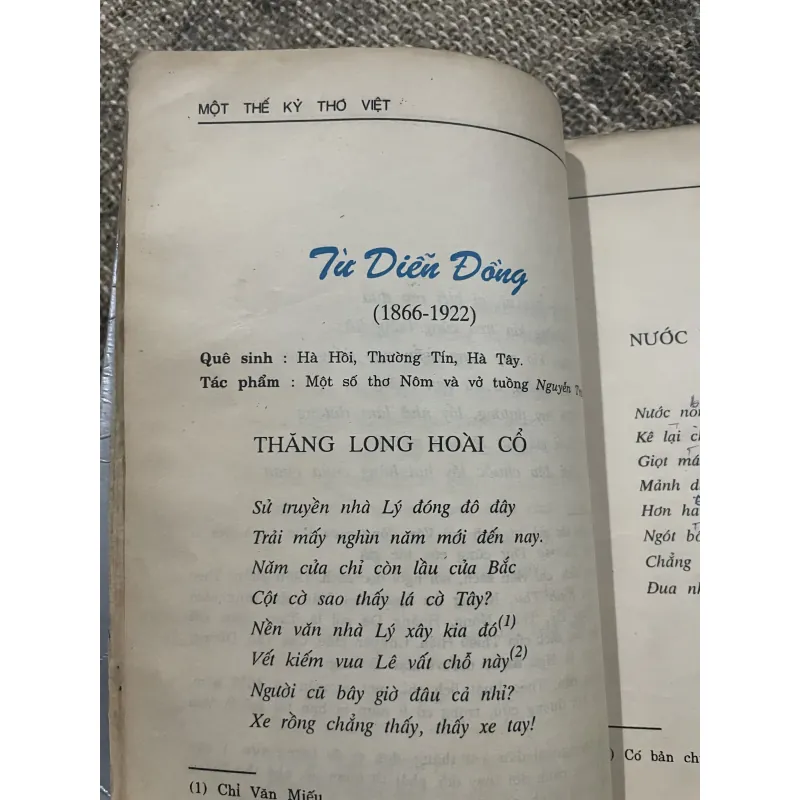 MỘT THẾ KỶ THƠ VIỆT
Từ Diễn Đồng
(1866-1922)
Quê sinh : Hà Hồi, Thường Tín, Hà Tây.
Tác phẩm : Một số thơ Nôm và vở tuồng Nguyễn
THĂNG LONG HOÀI CỔ
Sử truyền nhà Lý đóng đô đây
Trải mấy nghìn năm mới đến nay.
Năm cửa chỉ còn lầu cửa Bắc
Cột cờ sao thấy lá cờ Tây?
Nền văn nhà Lý xây kia đó(1)
Vết kiếm vua Lê vất chỗ này(2)
Người cũ bây giờ đâu cả nhỉ?
Xe rồng chẳng thấy, thấy xe tay!
(1) Chỉ Văn Miếu
NƯỚC
Nước
Kê lại
Giọt
Mảnh
Hơn
Ngót
Chẳng
Đua
) Có bản